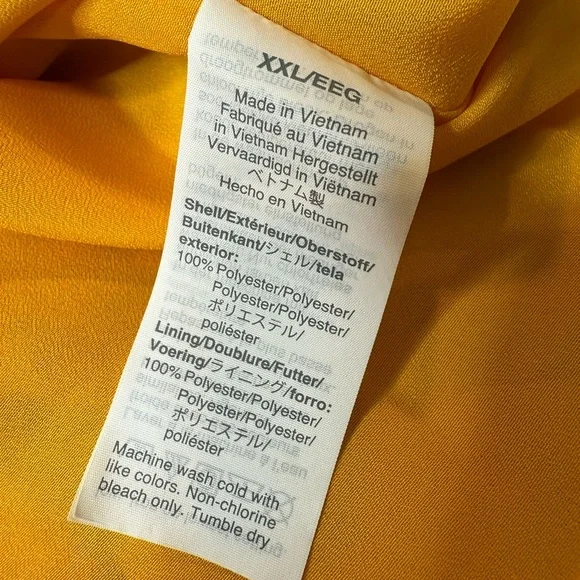 XXL/EEG
Made in Vietnam
Fabriqué au Vietnam
in Vietnam Hergestellt
Vervaardigd in Viëtnam
ベトナム製
Hecho en Vietnam
Shell/Extérieur/Oberstoff/
Buitenkant/シェル/tela
exterior:
100% Polyester/Polyester/
Polyester/Polyester/
ポリエステル/
poliéster
Lining/Doublure/Futter/
Voering/ライニング/forro:
100% Polyester/Polyester/
Polyester/Polyester/
ポリエステル/
poliéster
Machine wash cold with
like colors. Non-chlorine
bleach only. Tumble dry